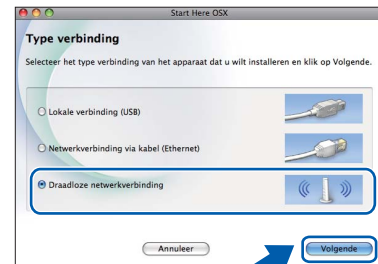 Start Here OSX
Type verbinding
Selecteer het type verbinding van het apparaat dat u wilt installeren en klik op Volgende.
Lokale verbinding (USB)
Netwerkverbinding via kabel (Ethernet)
Draadloze netwerkverbinding
Annuleer
Volgende